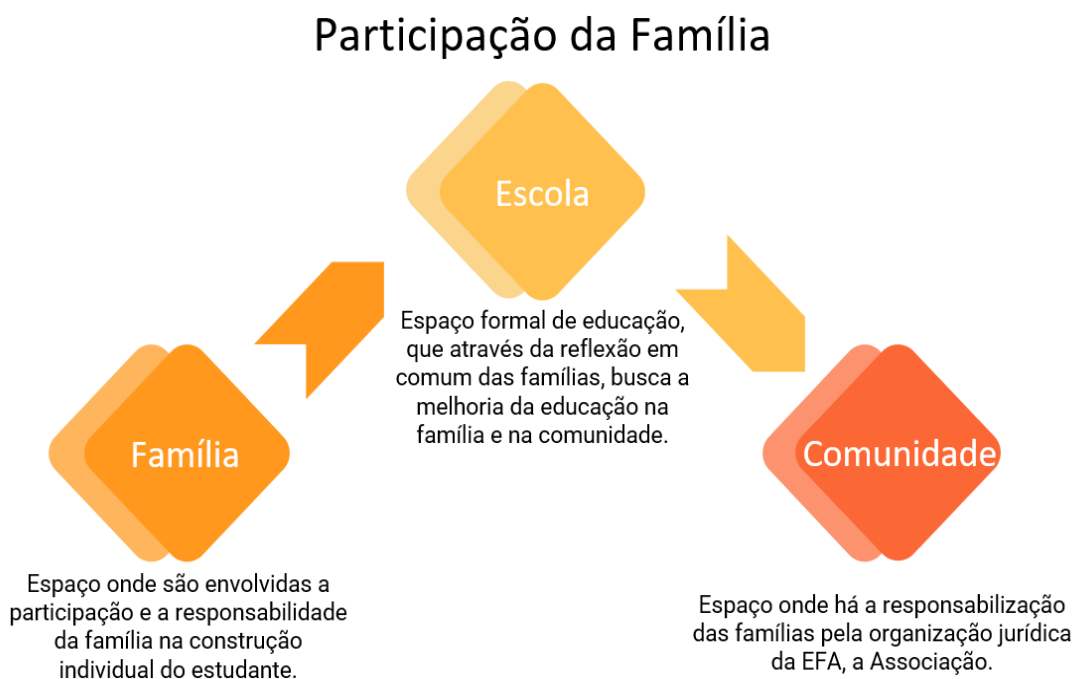 Participação da Família
Escola
Espaço formal de educação,
que através da reflexão em
comum das famílias, busca a
melhoria da educação na
família e na comunidade.
Família
Espaço onde são envolvidas a
participação e a responsabilidade
da família na construção
individual do estudante.
Comunidade
Espaço onde há a responsabilização
das famílias pela organização jurídica
da EFA, a Associação.